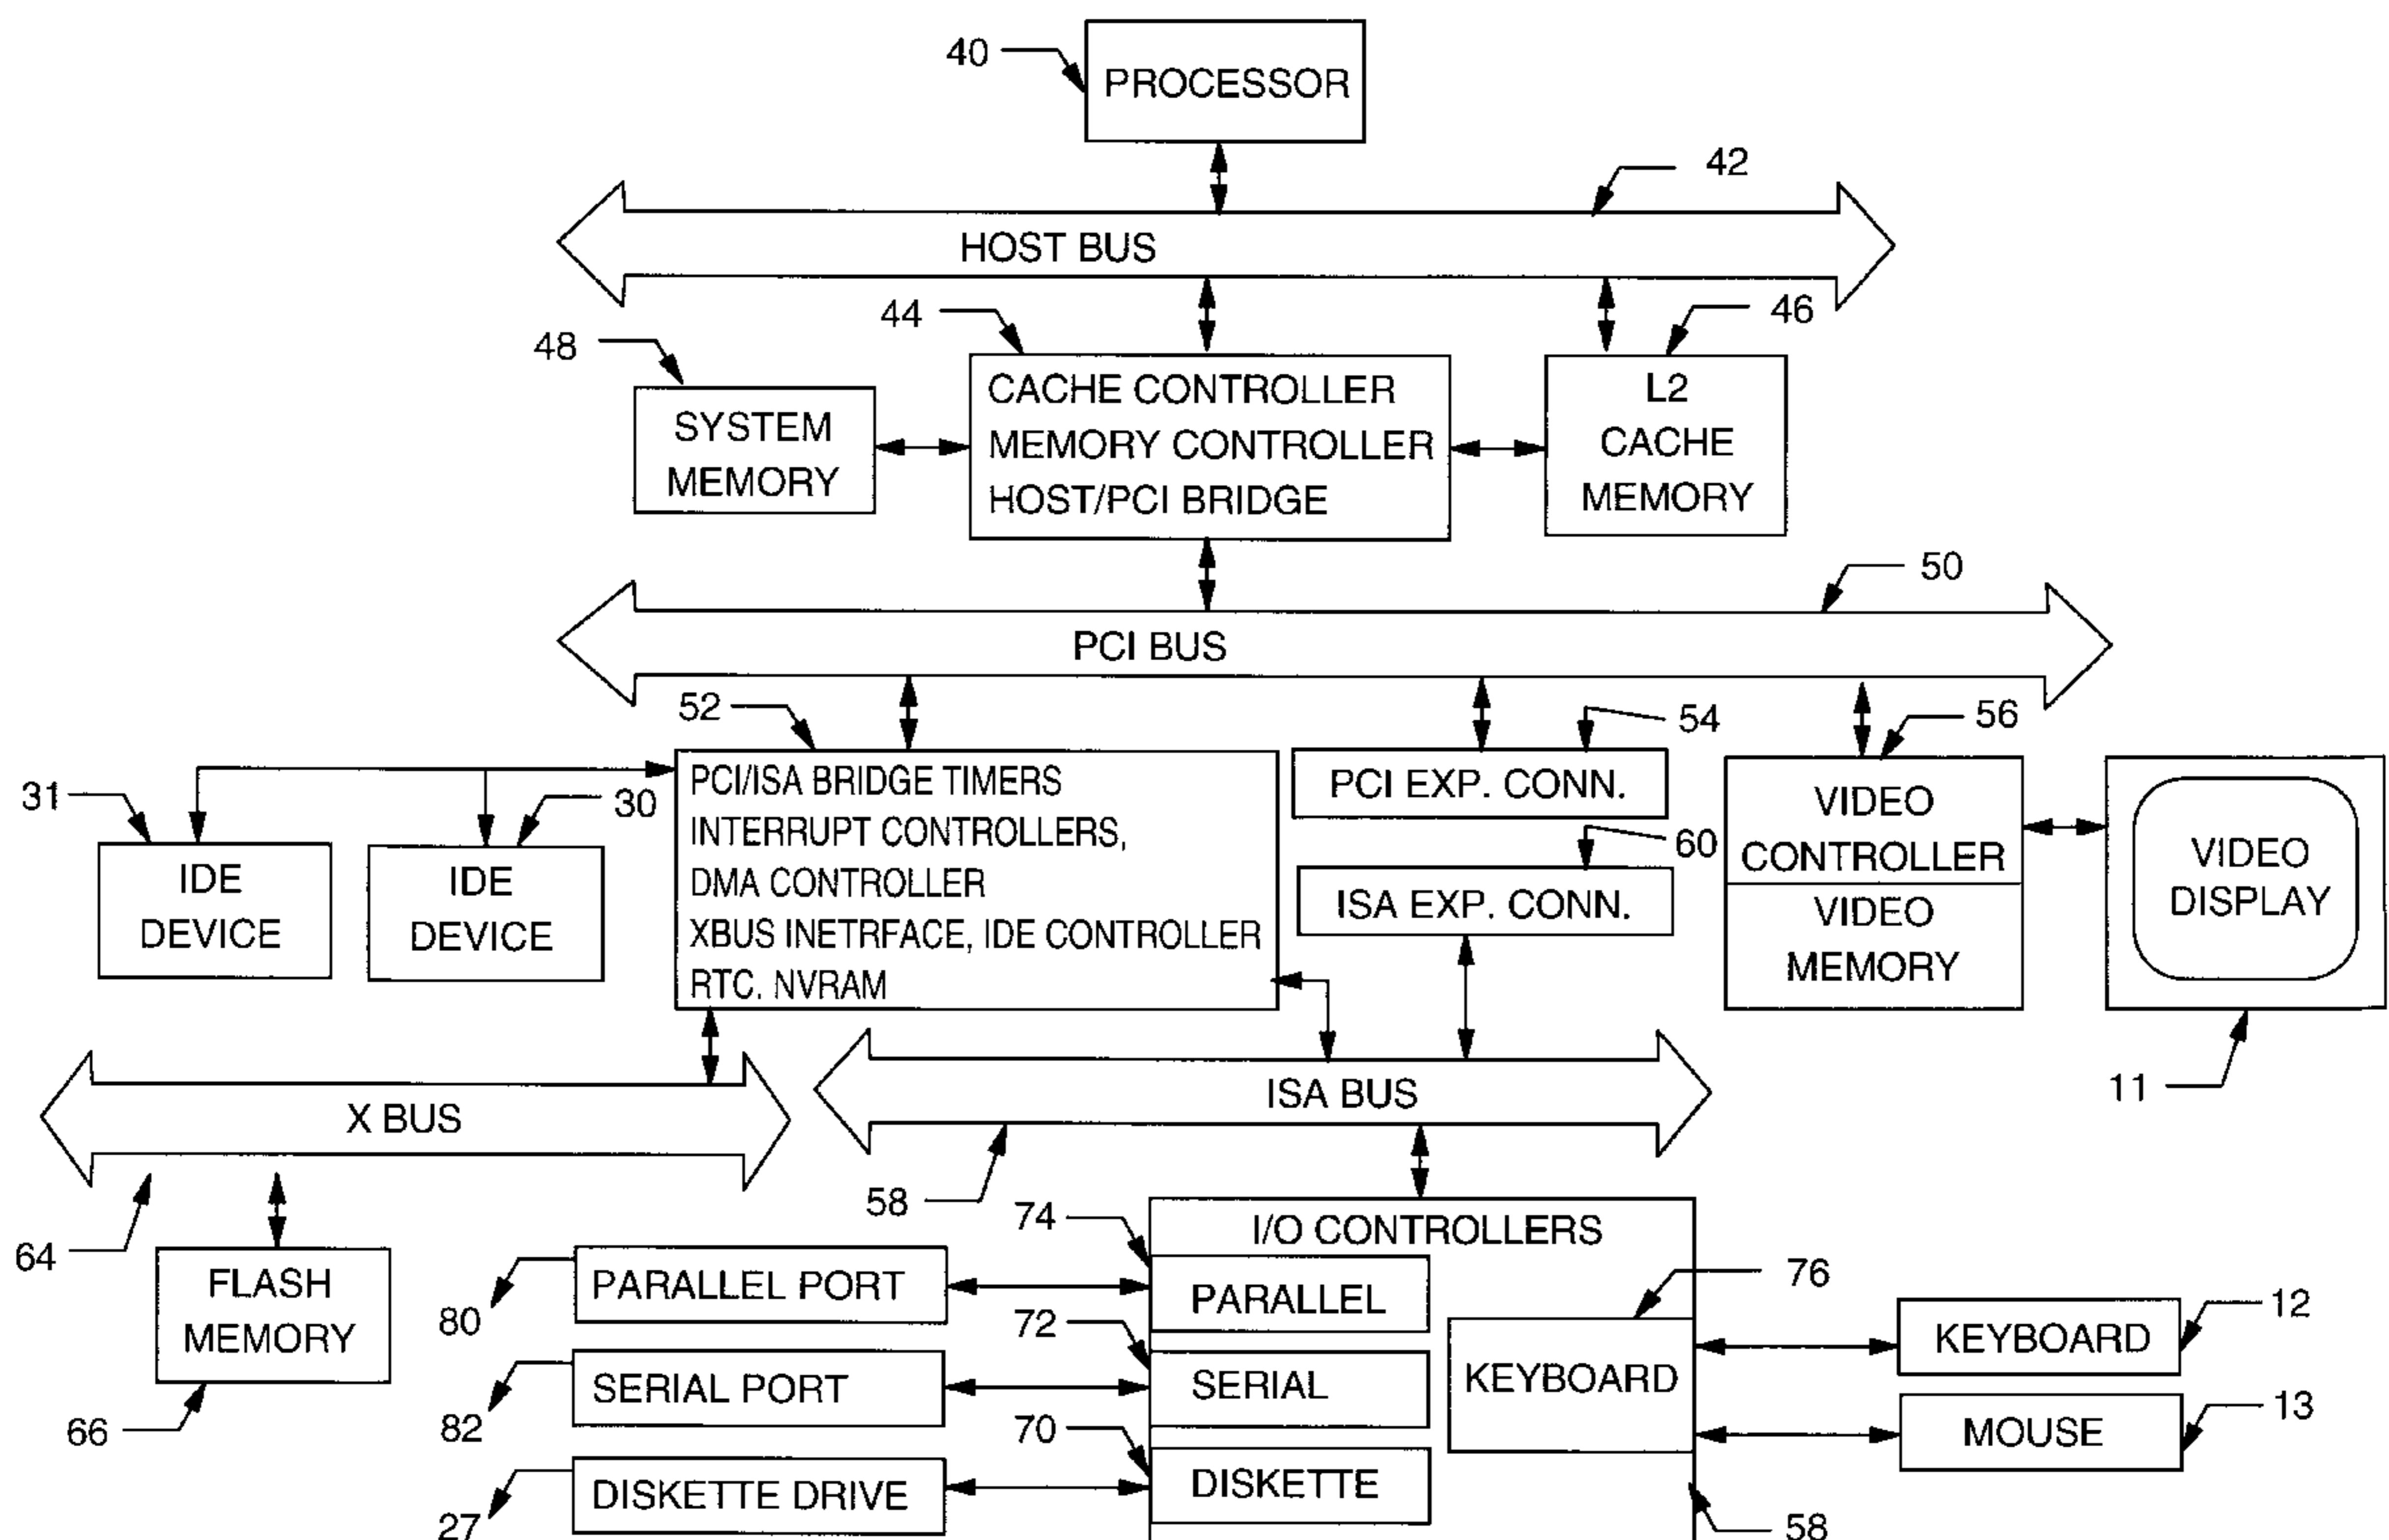 40
PROCESSOR
42
HOST BUS
44
46
48
SYSTEM
MEMORY
CACHE CONTROLLER
MEMORY CONTROLLER
HOST/PCI BRIDGE
L2
CACHE
MEMORY
50
PCI BUS
52
54
56
31
30
IDE
DEVICE
IDE
DEVICE
PCI/ISA BRIDGE TIMERS
INTERRUPT CONTROLLERS,
DMA CONTROLLER
XBUS INETRFACE, IDE CONTROLLER
RTC. NVRAM
PCI EXP. CONN.
60
ISA EXP. CONN.
VIDEO
CONTROLLER
VIDEO
MEMORY
VIDEO
DISPLAY
11
X BUS
ISA BUS
64
58
FLASH
MEMORY
66
74
I/O CONTROLLERS
PARALLEL PORT
80
PARALLEL
76
72
SERIAL PORT
82
SERIAL
KEYBOARD
KEYBOARD
12
MOUSE
13
70
DISKETTE DRIVE
27
DISKETTE
58